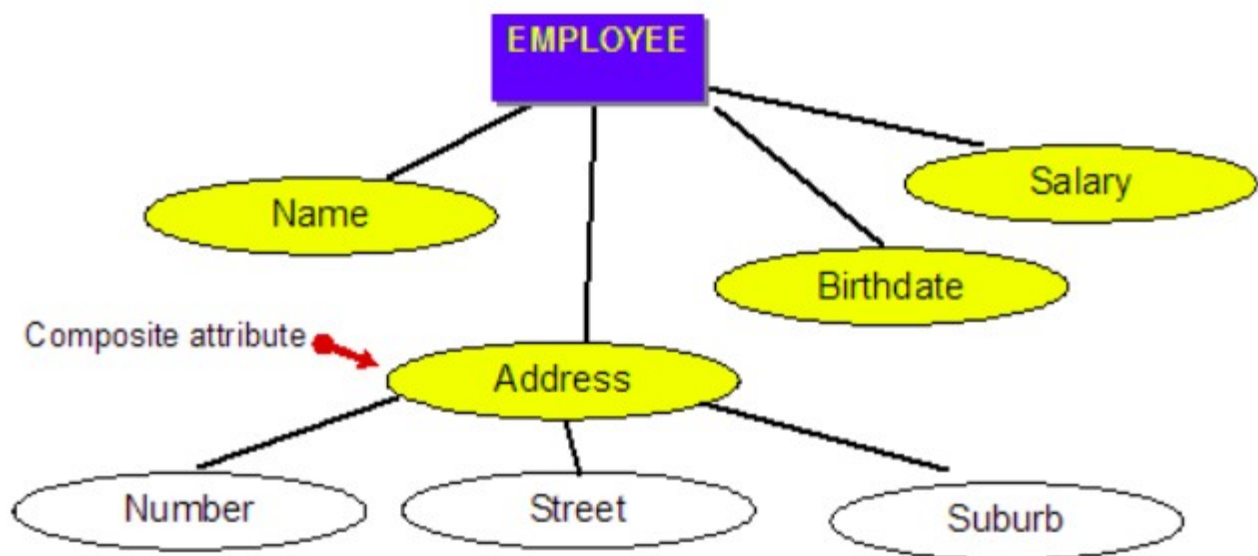 EMPLOYEE
Salary
Name
Birthdate
Composite attribute
Address
Number
Street
Suburb